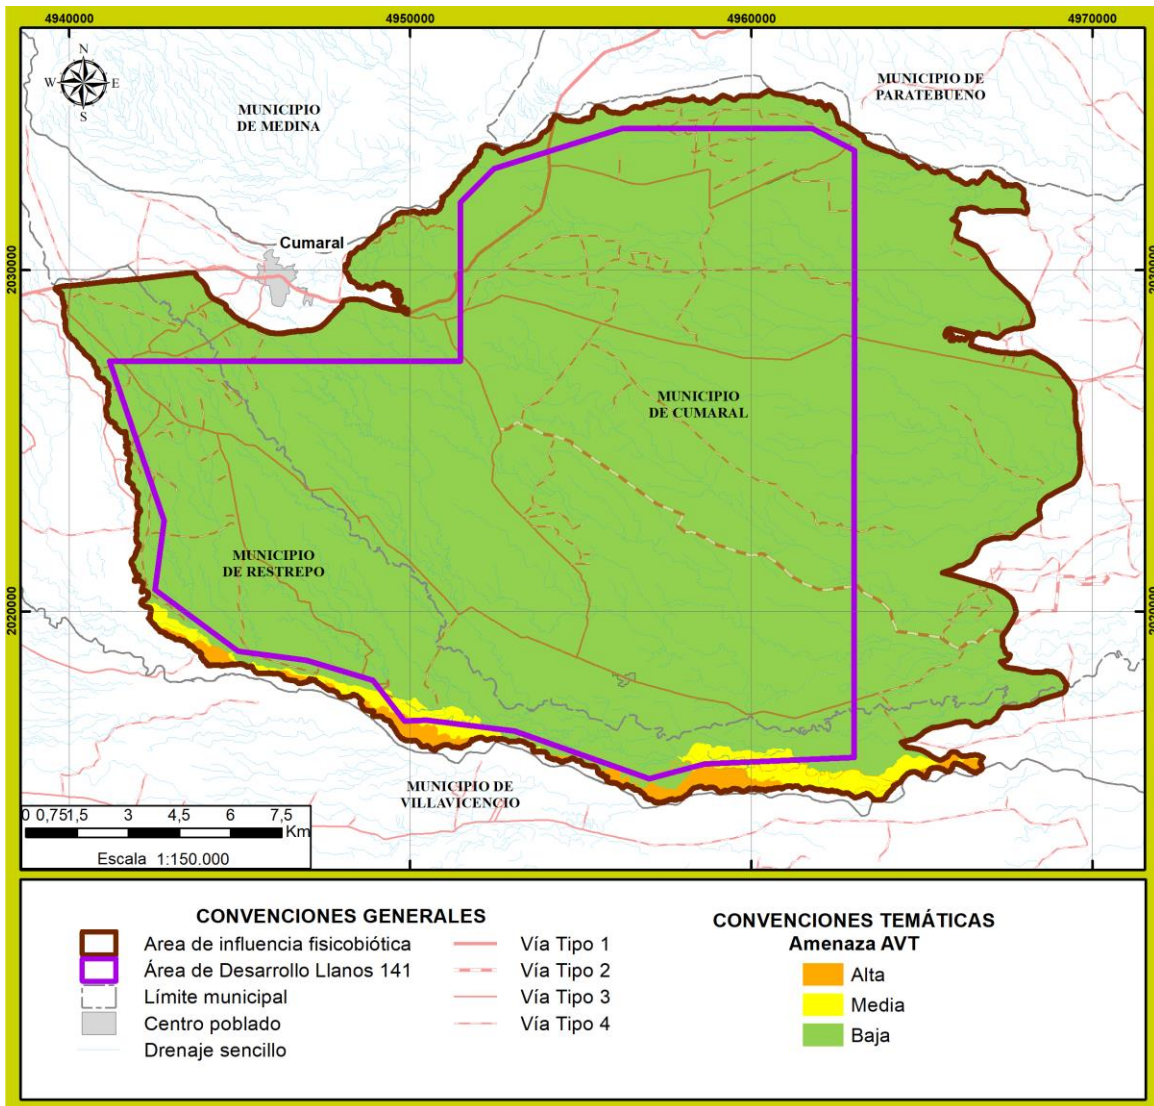 4940000
4950000
4960000
4970000
N
W
E
S
MUNICIPIO
DE MEDINA
MUNICIPIO DE
PARATEBUENO
Cumaral
2030000
2030000
MUNICIPIO
DE CUMARAL
MUNICIPIO
DE RESTREPO
2020000
2020000
MUNICIPIO DE
VILLAVICENCIO
0 0,751,5 3 4,5 6 7,5
Km
Escala 1:150.000
CONVENCIONES GENERALES
Area de influencia fisicobiótica
Área de Desarrollo Llanos 141
Límite municipal
Centro poblado
Drenaje sencillo
Vía Tipo 1
Vía Tipo 2
Vía Tipo 3
Vía Tipo 4
CONVENCIONES TEMÁTICAS
Amenaza AVT
Alta
Media
Baja